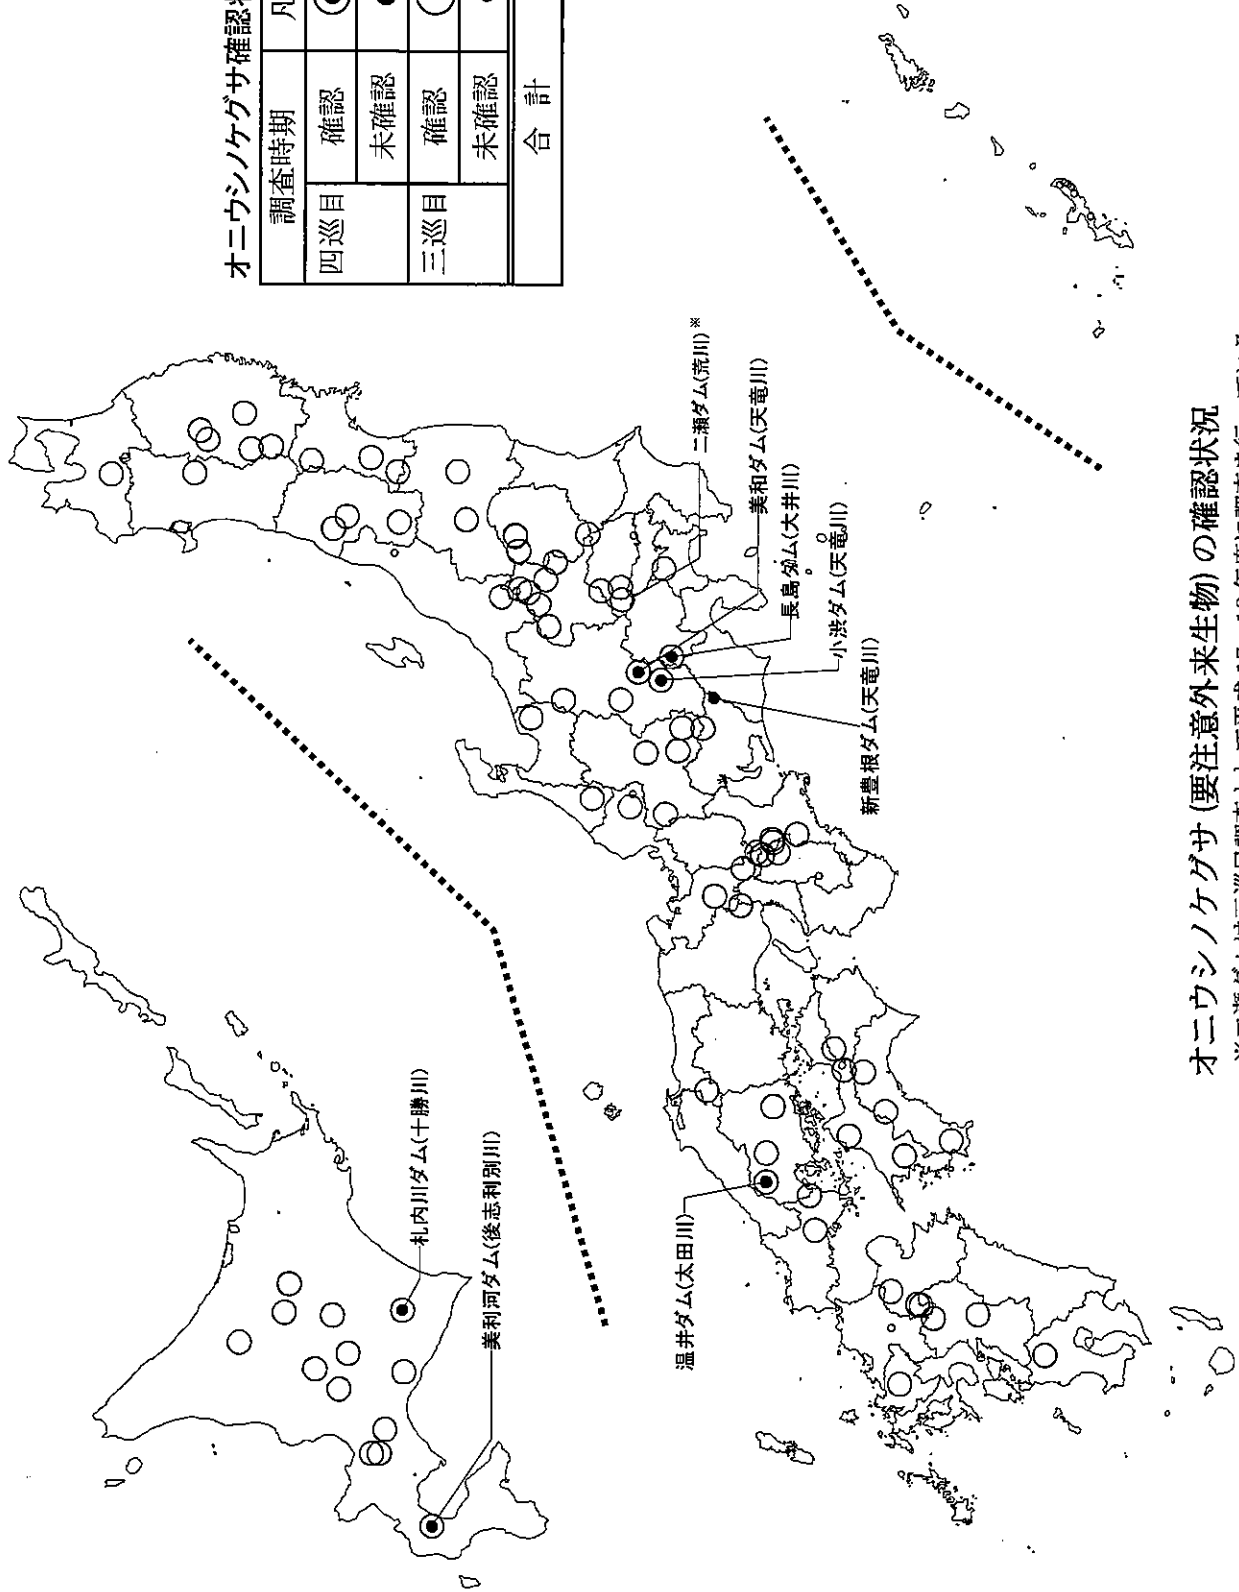 オニウシノケグサ確認
調査時期
四巡目
確認
未確認
三巡目
確認
未確認
合 計
札内川ダム(十勝川)
美利河ダム(後志利別川)
二瀬ダム(荒川)※
美和ダム(天竜川)
長島ダム(大井川)
小渋ダム(天竜川)
新豊根ダム(天竜川)
温井ダム(太田川)
オニウシノケグサ (要注意外来生物) の確認状況